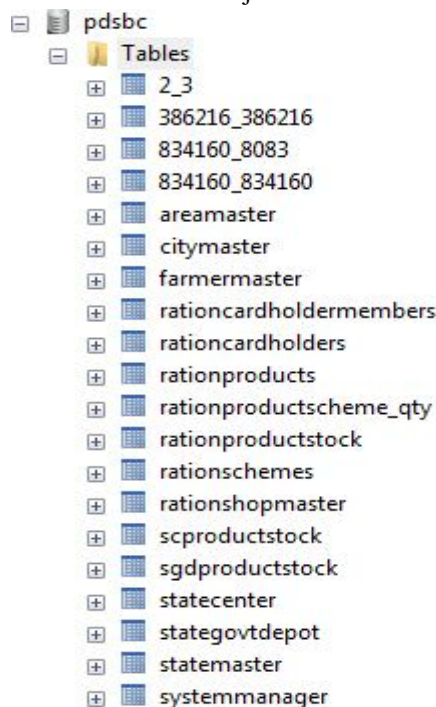 pdsbc
Tables
2_3
386216_386216
834160_8083
834160_834160
areamaster
citymaster
farmermaster
rationcardholdermembers
rationcardholders
rationproducts
rationproductscheme_qty
rationproductstock
rationschemes
rationshopmaster
scproductstock
sgdproductstock
statecenter
stategovtdepot
statemaster
systemmanager